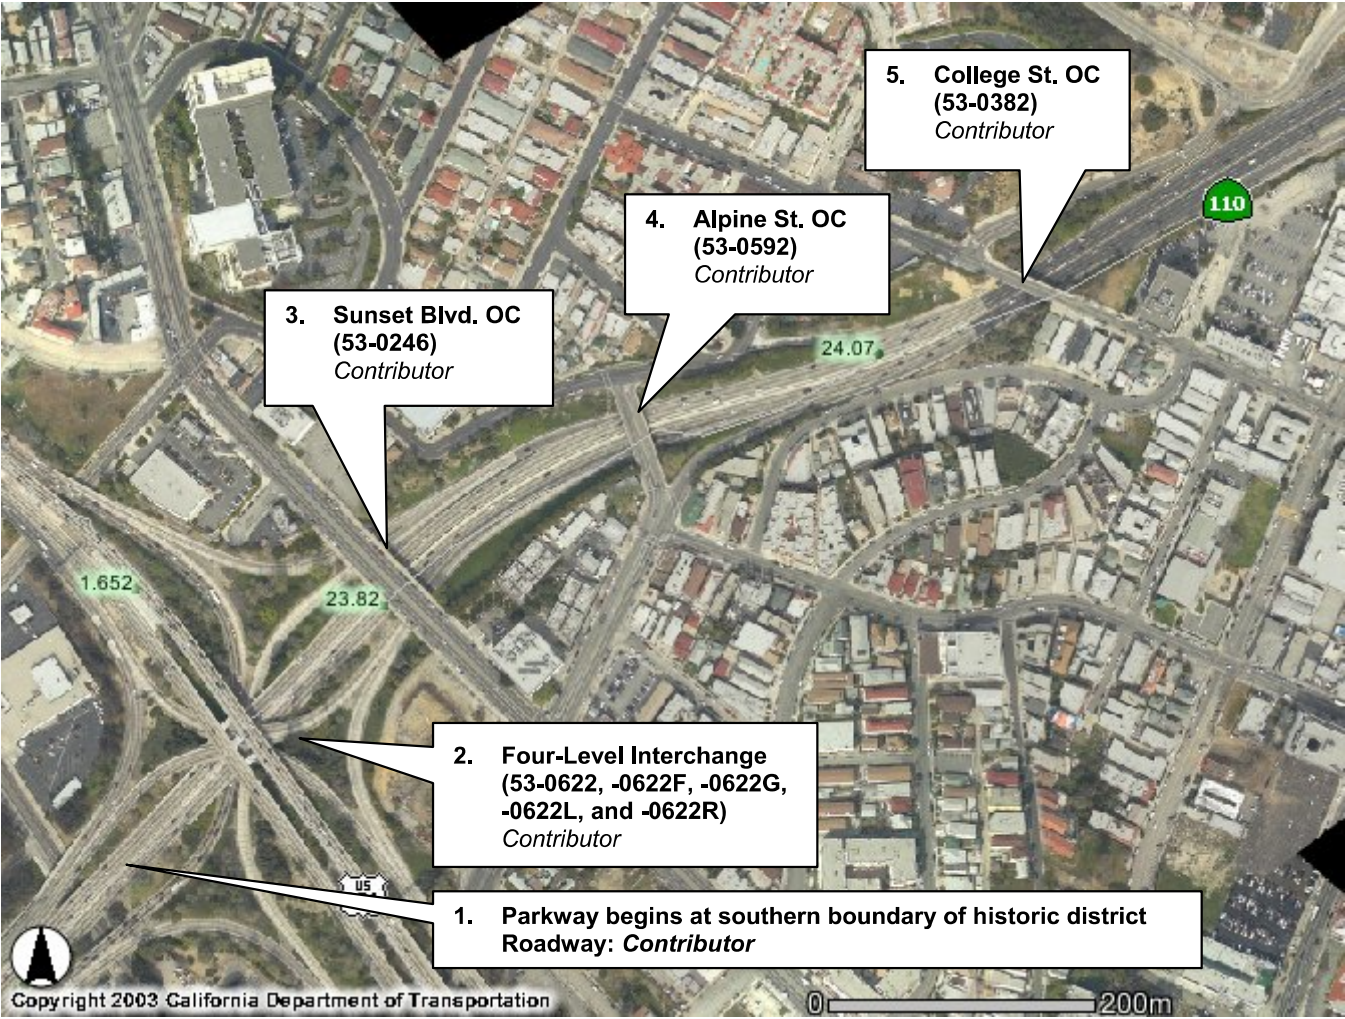 5. College St. OC
(53-0382)
Contributor
110
4. Alpine St. OC
(53-0592)
Contributor
3. Sunset Blvd. OC
(53-0246)
Contributor
24.07
1.652
23.82
2. Four-Level Interchange
(53-0622, -0622F, -0622G,
-0622L, and -0622R)
Contributor
US
1. Parkway begins at southern boundary of historic district
Roadway: Contributor
Copyright 2003 California Department of Transportation
0 200m